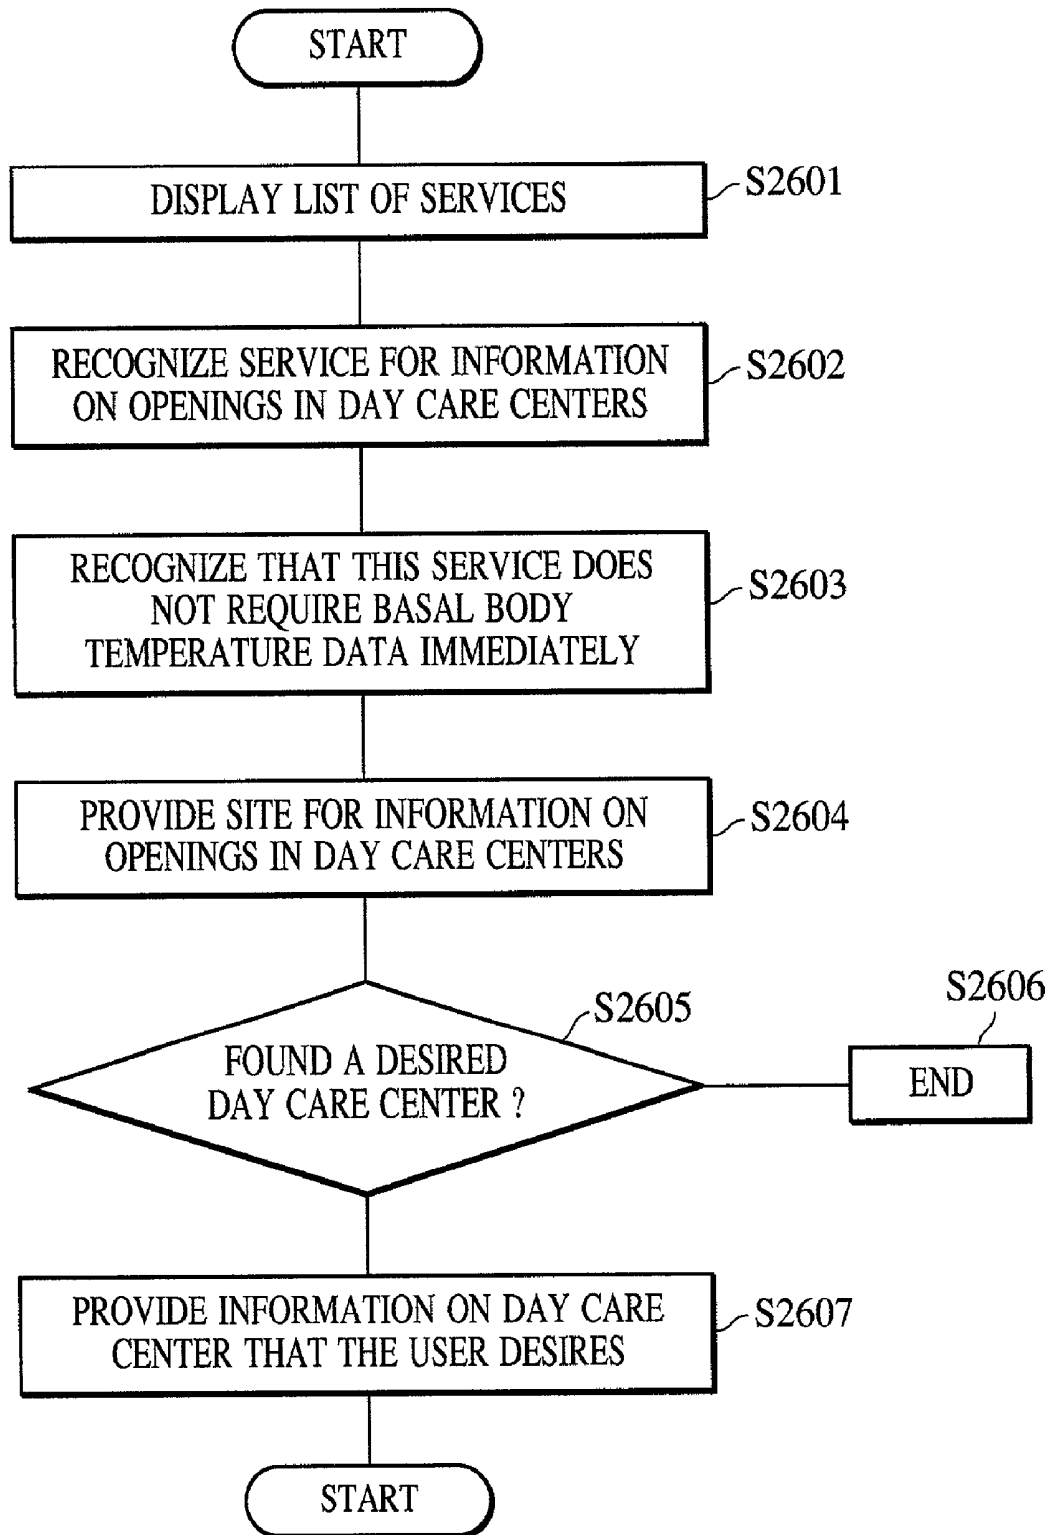 START
DISPLAY LIST OF SERVICES
S2601
RECOGNIZE SERVICE FOR INFORMATION
ON OPENINGS IN DAY CARE CENTERS
S2602
RECOGNIZE THAT THIS SERVICE DOES
NOT REQUIRE BASAL BODY
TEMPERATURE DATA IMMEDIATELY
S2603
PROVIDE SITE FOR INFORMATION ON
OPENINGS IN DAY CARE CENTERS
S2604
FOUND A DESIRED
DAY CARE CENTER ?
S2605
S2606
END
PROVIDE INFORMATION ON DAY CARE
CENTER THAT THE USER DESIRES
S2607
START